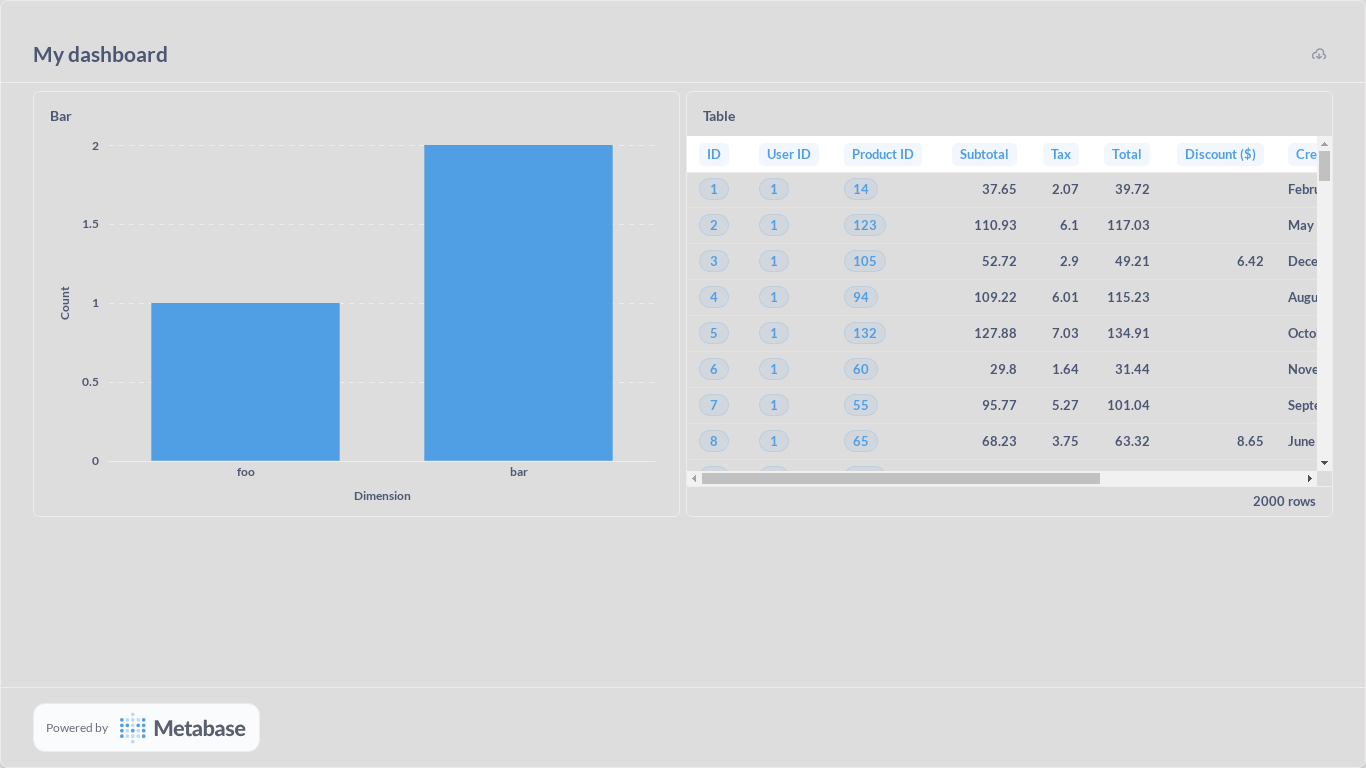 My dashboard
Bar
2
1.5
1
0.5
0
Count
foo bar
Dimension
Table
ID User ID Product ID Subtotal Tax Total Discount ($) Cre
1 1 14 37.65 2.07 39.72 Febru
2 1 123 110.93 6.1 117.03 May
3 1 105 52.72 2.9 49.21 6.42 Dece
4 1 94 109.22 6.01 115.23 Augu
5 1 132 127.88 7.03 134.91 Octo
6 1 60 29.8 1.64 31.44 Nove
7 1 55 95.77 5.27 101.04 Septe
8 1 65 68.23 3.75 63.32 8.65 June
2000 rows
Powered by Metabase